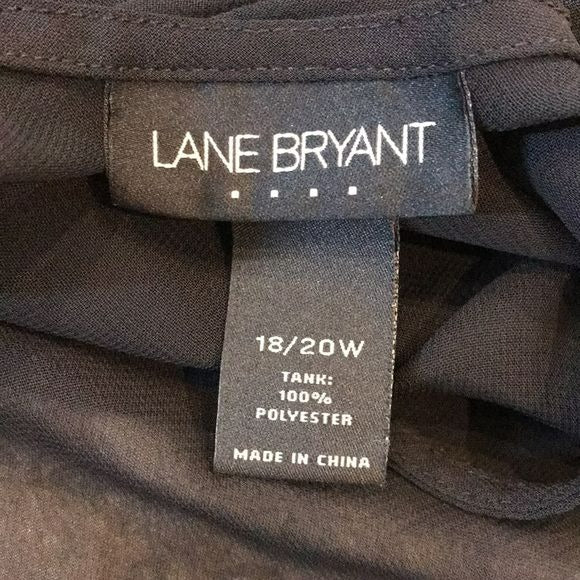 LANE BRYANT
18/20W
TANK:
100%
POLYESTER
MADE IN CHINA